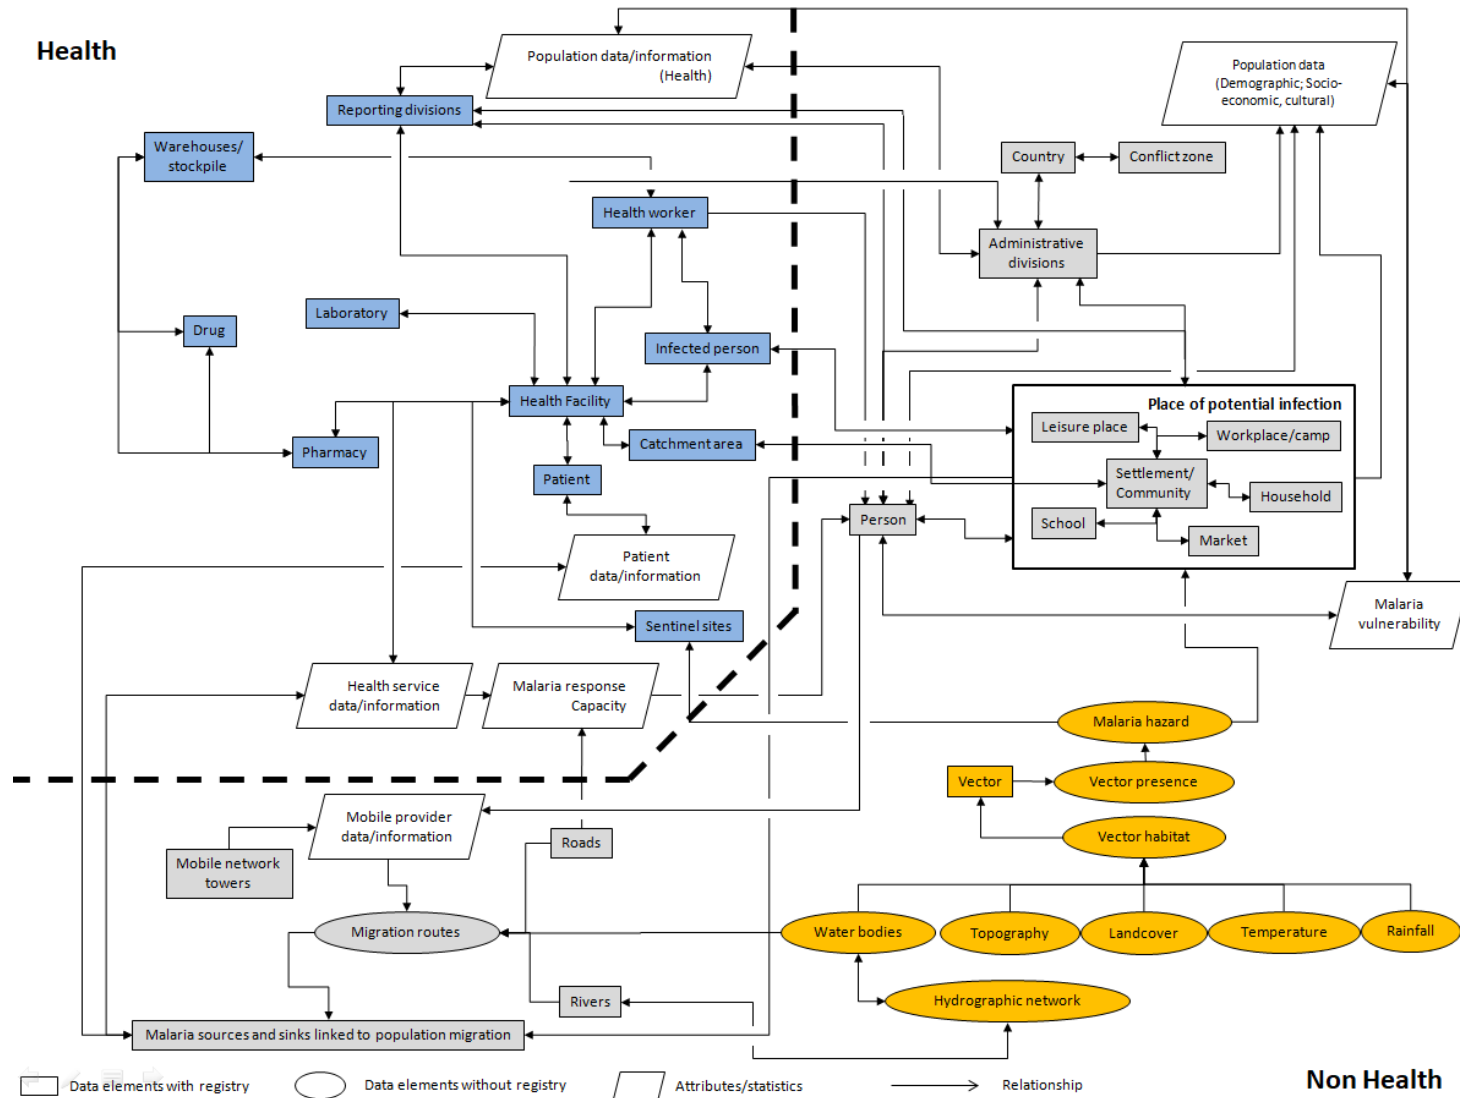 Health
Population data/information
(Health)
Population data
(Demographic; Socio-
economic, cultural)
Reporting divisions
Warehouses/
stockpile
Country
Conflict zone
Health worker
Administrative
divisions
Laboratory
Drug
Infected person
Health Facility
Place of potential infection
Leisure place
Workplace/camp
Catchment area
Pharmacy
Settlement/
Community
Patient
Household
School
Person
Market
Patient
data/information
Sentinel sites
Malaria
vulnerability
Health service
data/information
Malaria response
Capacity
Malaria hazard
Vector
Vector presence
Mobile provider
data/information
Roads
Vector habitat
Mobile network
towers
Migration routes
Water bodies
Topography
Landcover
Temperature
Rainfall
Rivers
Hydrographic network
Malaria sources and sinks linked to population migration
Data elements with registry
Data elements without registry
Attributes/statistics
Relationship
Non Health